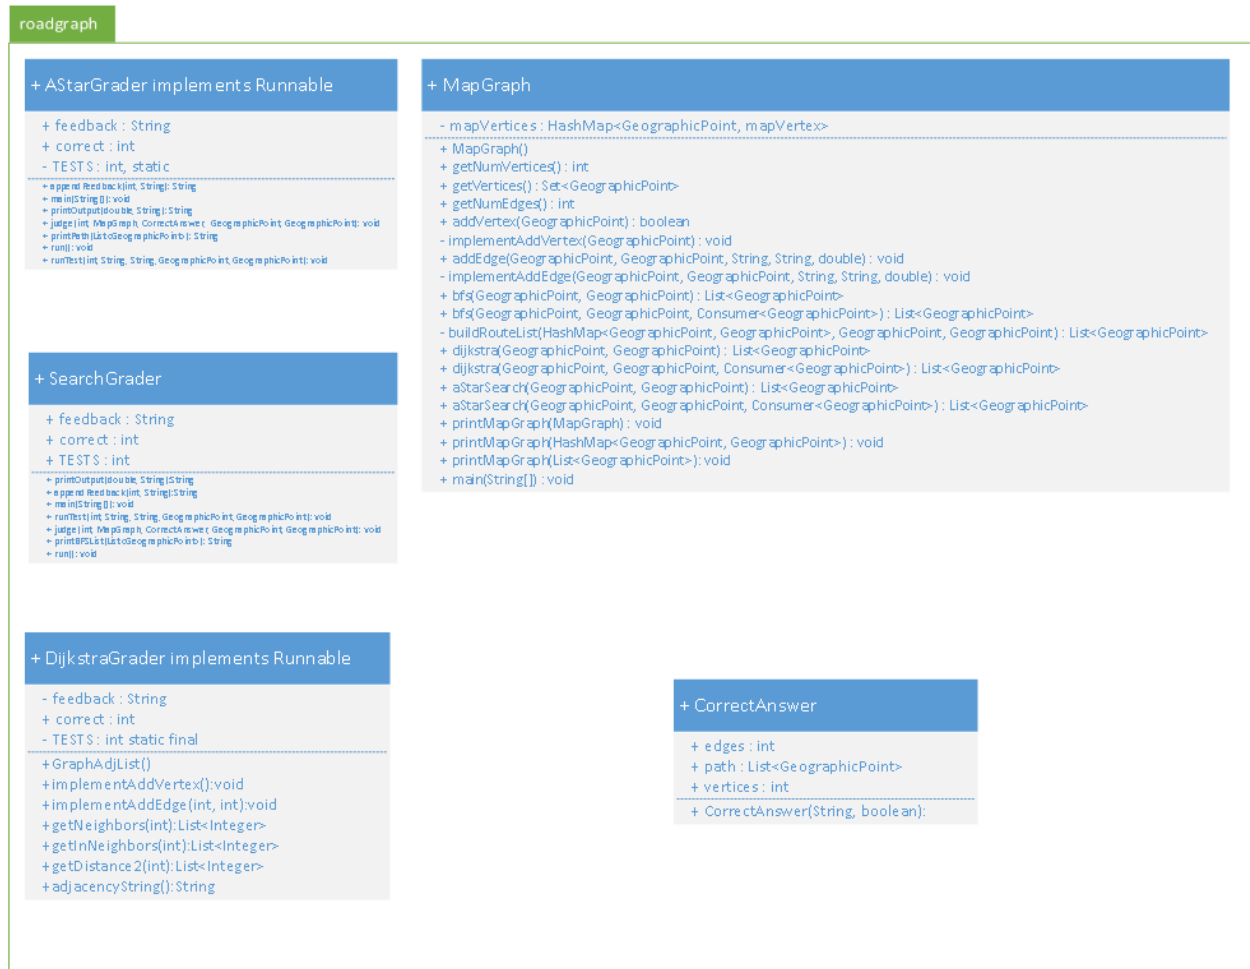 roadgraph
+ AStarGrader implements Runnable
+ feedback : String
+ correct : int
- TESTS : int, static
+ appendFeedback(int, String): String
+ main(String[]): void
+ printOutput(double, String): String
+ judge(int, MapGraph, CorrectAnswer, GeographicPoint, GeographicPoint): void
+ printPath(List<GeographicPoint>): String
+ run(): void
+ runTest(int, String, String, GeographicPoint, GeographicPoint): void
+ MapGraph
- mapVertices : HashMap<GeographicPoint, mapVertex>
+ MapGraph()
+ getNumVertices() : int
+ getVertices() : Set<GeographicPoint>
+ getNumEdges() : int
+ addVertex(GeographicPoint) : boolean
- implementAddVertex(GeographicPoint) : void
+ addEdge(GeographicPoint, GeographicPoint, String, String, double) : void
- implementAddEdge(GeographicPoint, GeographicPoint, String, String, double) : void
+ bfs(GeographicPoint, GeographicPoint) : List<GeographicPoint>
+ bfs(GeographicPoint, GeographicPoint, Consumer<GeographicPoint>) : List<GeographicPoint>
- buildRouteList(HashMap<GeographicPoint, GeographicPoint>, GeographicPoint, GeographicPoint) : List<GeographicPoint>
+ dijkstra(GeographicPoint, GeographicPoint) : List<GeographicPoint>
+ dijkstra(GeographicPoint, GeographicPoint, Consumer<GeographicPoint>) : List<GeographicPoint>
+ aStarSearch(GeographicPoint, GeographicPoint) : List<GeographicPoint>
+ aStarSearch(GeographicPoint, GeographicPoint, Consumer<GeographicPoint>) : List<GeographicPoint>
+ printMapGraph(MapGraph) : void
+ printMapGraph(HashMap<GeographicPoint, GeographicPoint>) : void
+ printMapGraph(List<GeographicPoint>): void
+ main(String[]) : void
+ SearchGrader
+ feedback : String
+ correct : int
+ TESTS : int
+ printOutput(double, String):String
+ appendFeedback(int, String):String
+ main(String[]): void
+ runTest(int, String, String, GeographicPoint, GeographicPoint): void
+ judge(int, MapGraph, CorrectAnswer, GeographicPoint, GeographicPoint): void
+ printBFSList(List<GeographicPoint>): String
+ run(): void
+ DijkstraGrader implements Runnable
- feedback : String
+ correct : int
- TESTS : int static final
+GraphAdjList()
+implementAddVertex():void
+implementAddEdge(int, int):void
+getNeighbors(int):List<Integer>
+getInNeighbors(int):List<Integer>
+getDistance2(int):List<Integer>
+adjacencyString():String
+ CorrectAnswer
+ edges : int
+ path : List<GeographicPoint>
+ vertices : int
+ CorrectAnswer(String, boolean):